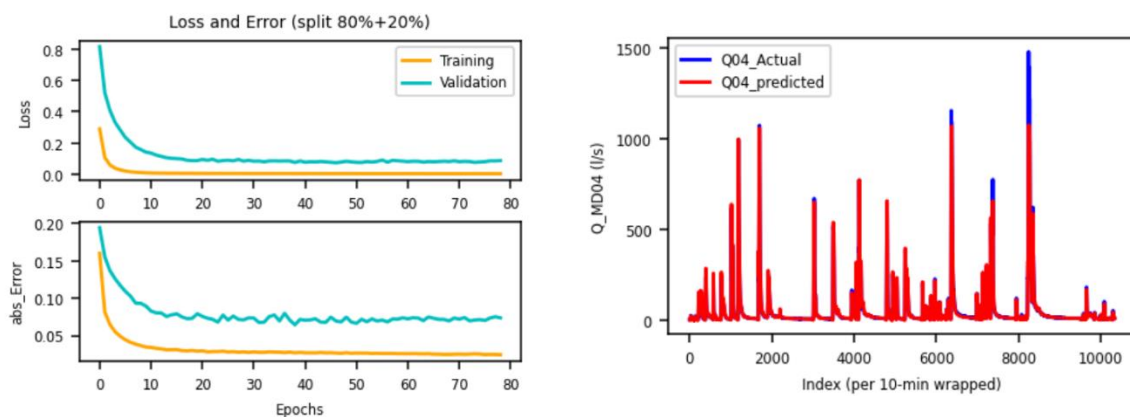 Loss and Error (split 80%+20%)
0.8
0.6
0.4
0.2
0.0
Loss
Training
Validation
0 10 20 30 40 50 60 70 80
0.20
0.15
0.10
0.05
abs_Error
0 10 20 30 40 50 60 70 80
Epochs
1500
1000
500
0
Q_MD04 (l/s)
Q04_Actual
Q04_predicted
0 2000 4000 6000 8000 10000
Index (per 10-min wrapped)